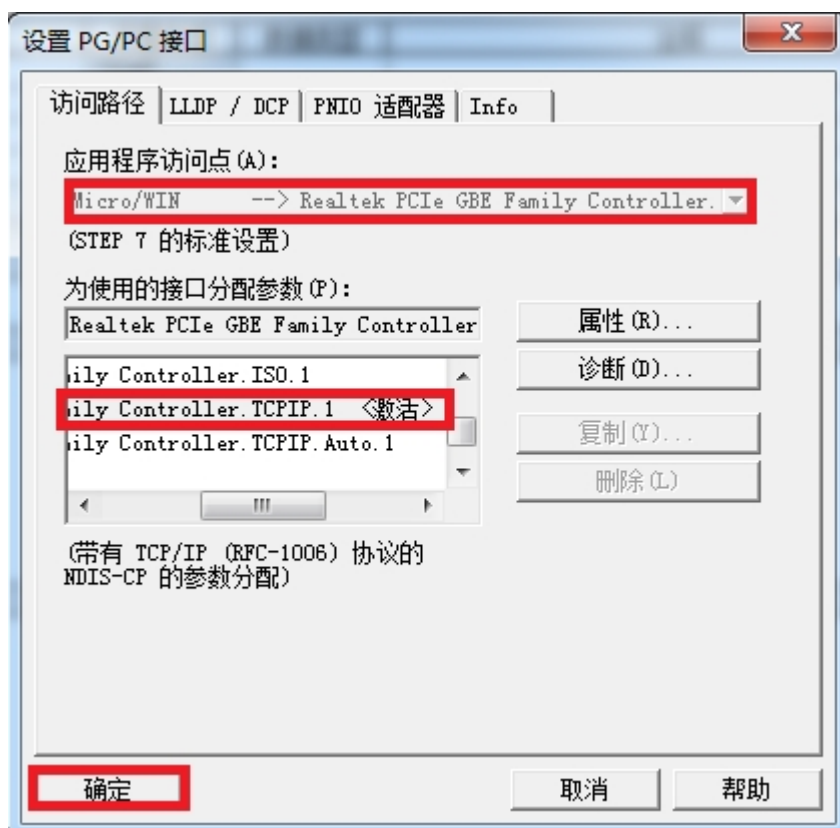 设置 PG/PC 接口
访问路径 LLDP / DCP PNIO 适配器 Info
应用程序访问点(A):
Micro/WIN --> Realtek PCIe GBE Family Controller.
(STEP 7 的标准设置)
为使用的接口分配参数(P):
Realtek PCIe GBE Family Controller
属性(R)...
ily Controller.ISO.1
诊断(D)...
ily Controller.TCPIP.1 <激活>
复制(Y)...
ily Controller.TCPIP.Auto.1
删除(L)
(带有 TCP/IP (RFC-1006) 协议的
NDIS-CP 的参数分配)
确定 取消 帮助